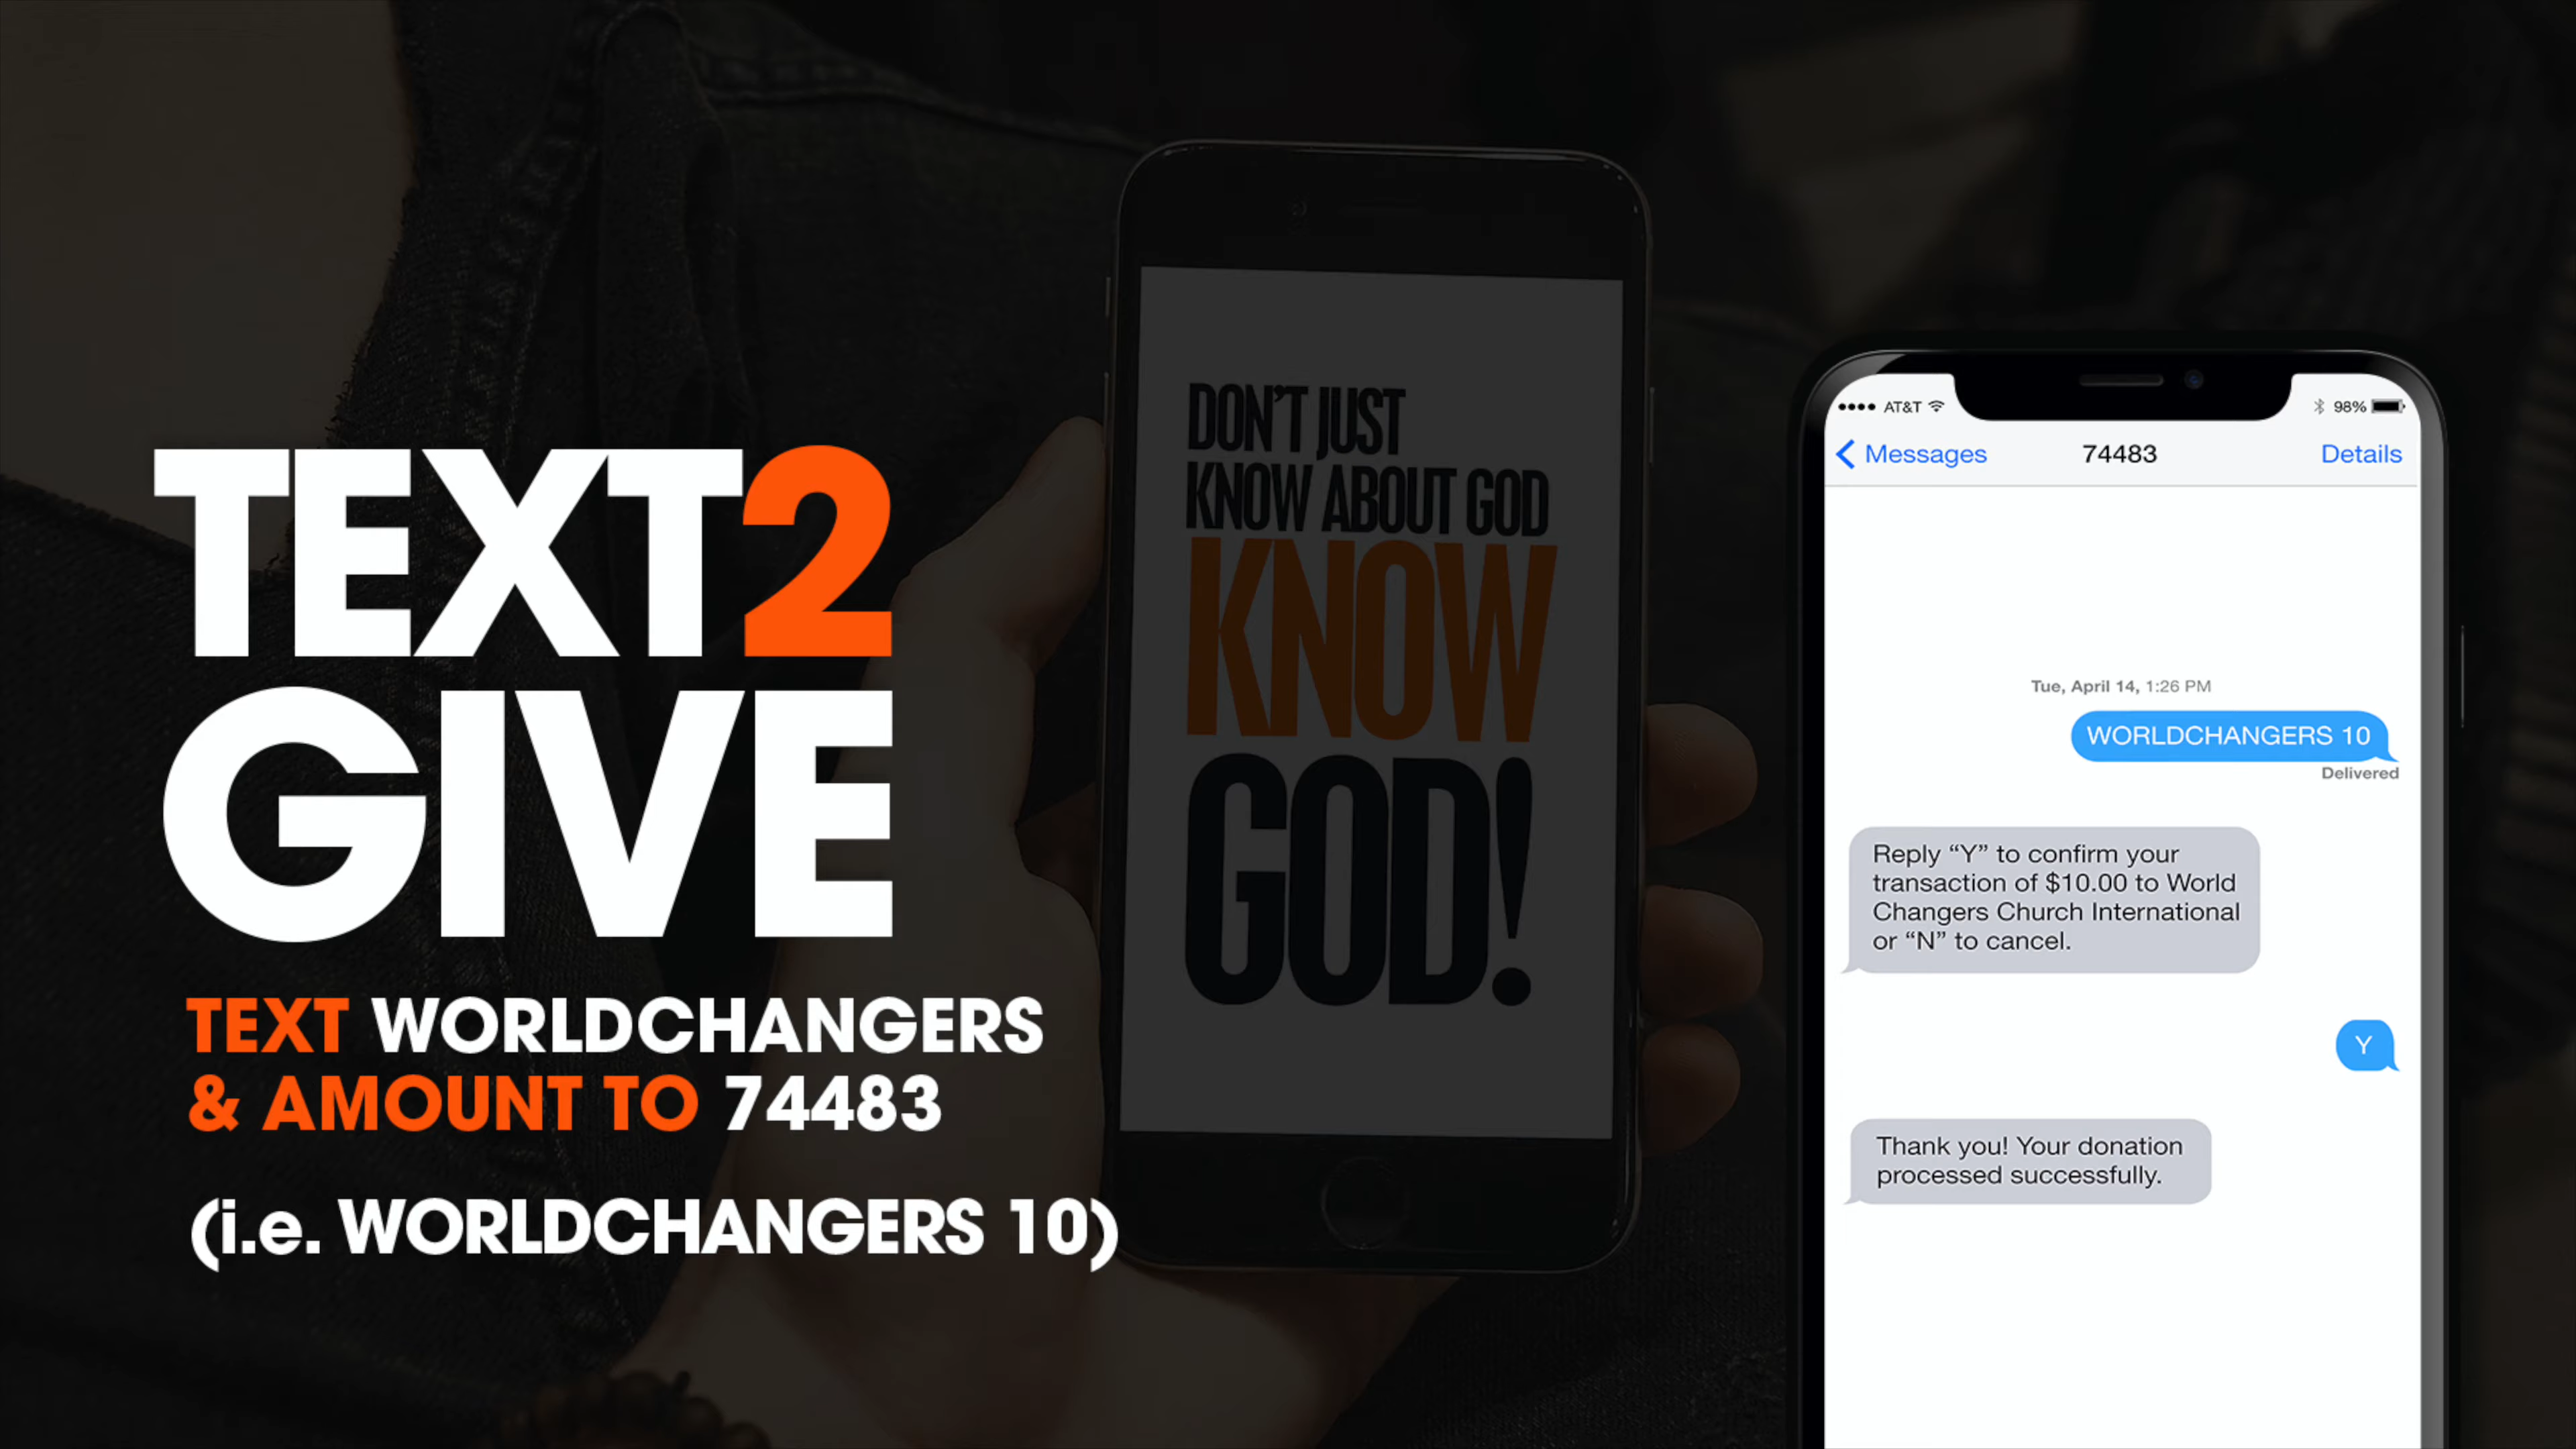 TEXT2
GIVE
TEXT WORLDCHANGERS
& AMOUNT TO 74483
(i.e. WORLDCHANGERS 10)
DON'T JUST
KNOW ABOUT GOD
KNOW
GOD!
AT&T 98%
Messages 74483 Details
Tue, April 14, 1:26 PM
WORLDCHANGERS 10
Delivered
Reply “Y” to confirm your
transaction of $10.00 to World
Changers Church International
or “N” to cancel.
Y
Thank you! Your donation
processed successfully.